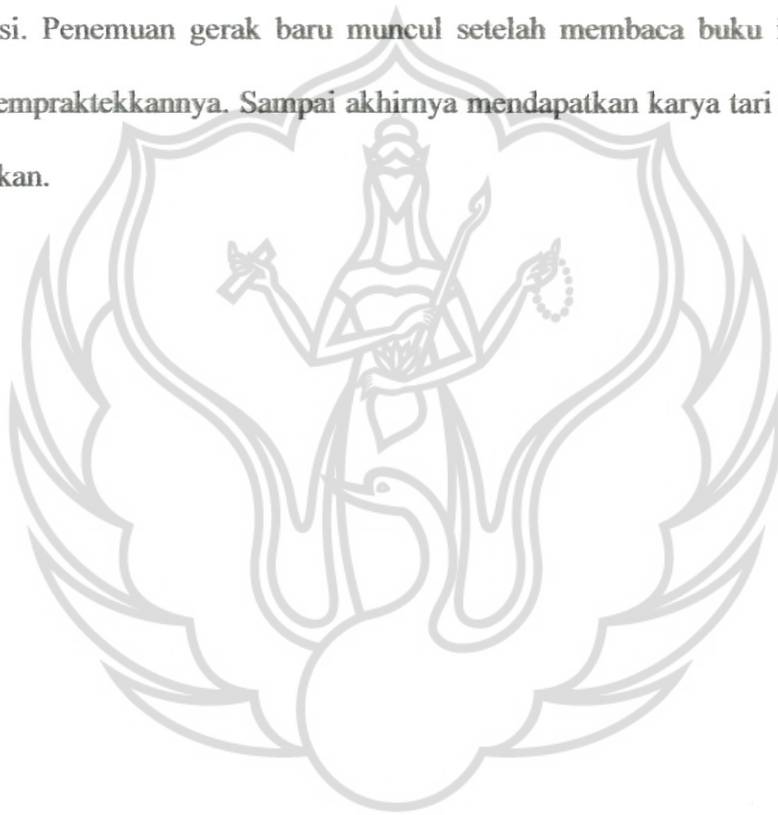 si. Penemuan gerak baru muncul setelah membaca buku
empraktekkannya. Sampai akhirnya mendapatkan karya tari
kan.